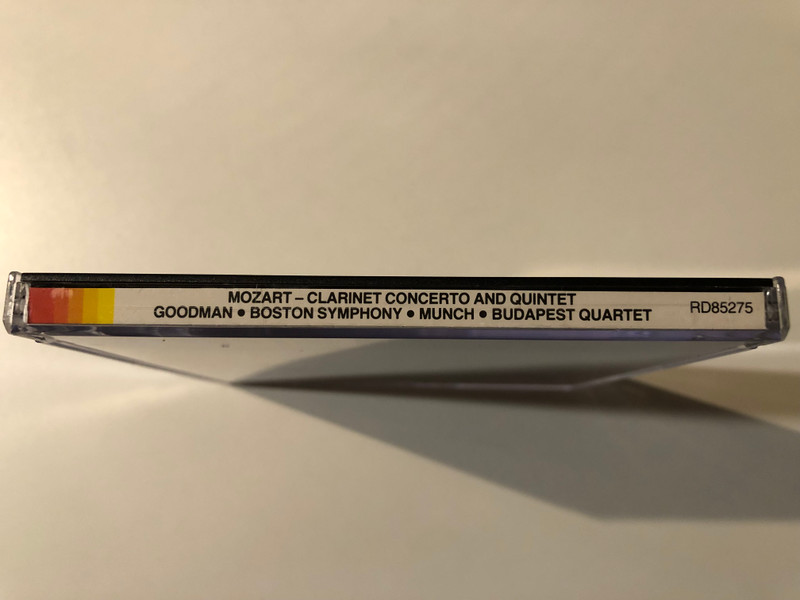 MOZART – CLARINET CONCERTO AND QUINTET
GOODMAN • BOSTON SYMPHONY • MUNCH • BUDAPEST QUARTET
RD85275